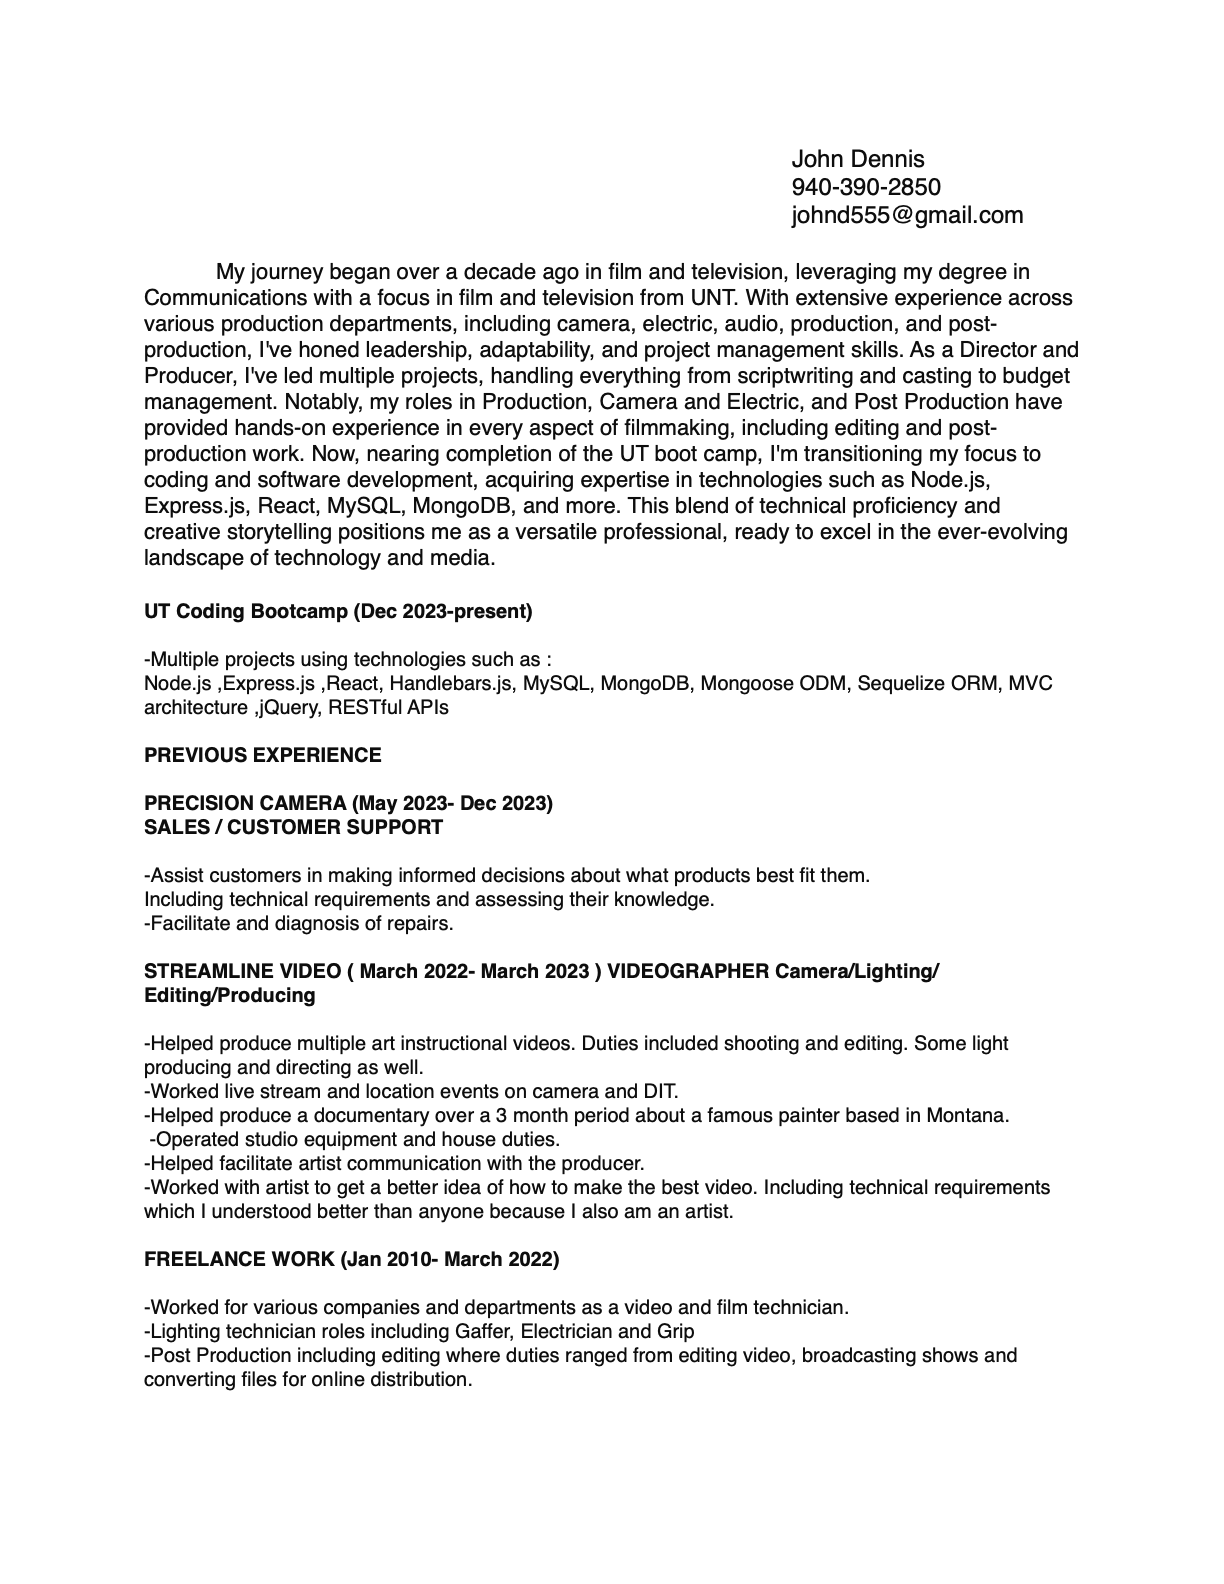 John Dennis
940-390-2850
johnd555@gmail.com
My journey began over a decade ago in film and television, leveraging my degree in
Communications with a focus in film and television from UNT. With extensive experience across
various production departments, including camera, electric, audio, production, and post-
production, I've honed leadership, adaptability, and project management skills. As a Director and
Producer, I've led multiple projects, handling everything from scriptwriting and casting to budget
management. Notably, my roles in Production, Camera and Electric, and Post Production have
provided hands-on experience in every aspect of filmmaking, including editing and post-
production work. Now, nearing completion of the UT boot camp, I'm transitioning my focus to
coding and software development, acquiring expertise in technologies such as Node.js,
Express.js, React, MySQL, MongoDB, and more. This blend of technical proficiency and
creative storytelling positions me as a versatile professional, ready to excel in the ever-evolving
landscape of technology and media.
UT Coding Bootcamp (Dec 2023-present)
-Multiple projects using technologies such as :
Node.js ,Express.js ,React, Handlebars.js, MySQL, MongoDB, Mongoose ODM, Sequelize ORM, MVC
architecture ,jQuery, RESTful APIs
PREVIOUS EXPERIENCE
PRECISION CAMERA (May 2023- Dec 2023)
SALES / CUSTOMER SUPPORT
-Assist customers in making informed decisions about what products best fit them.
Including technical requirements and assessing their knowledge.
-Facilitate and diagnosis of repairs.
STREAMLINE VIDEO ( March 2022- March 2023 ) VIDEOGRAPHER Camera/Lighting/
Editing/Producing
-Helped produce multiple art instructional videos. Duties included shooting and editing. Some light
producing and directing as well.
-Worked live stream and location events on camera and DIT.
-Helped produce a documentary over a 3 month period about a famous painter based in Montana.
-Operated studio equipment and house duties.
-Helped facilitate artist communication with the producer.
-Worked with artist to get a better idea of how to make the best video. Including technical requirements
which I understood better than anyone because I also am an artist.
FREELANCE WORK (Jan 2010- March 2022)
-Worked for various companies and departments as a video and film technician.
-Lighting technician roles including Gaffer, Electrician and Grip
-Post Production including editing where duties ranged from editing video, broadcasting shows and
converting files for online distribution.